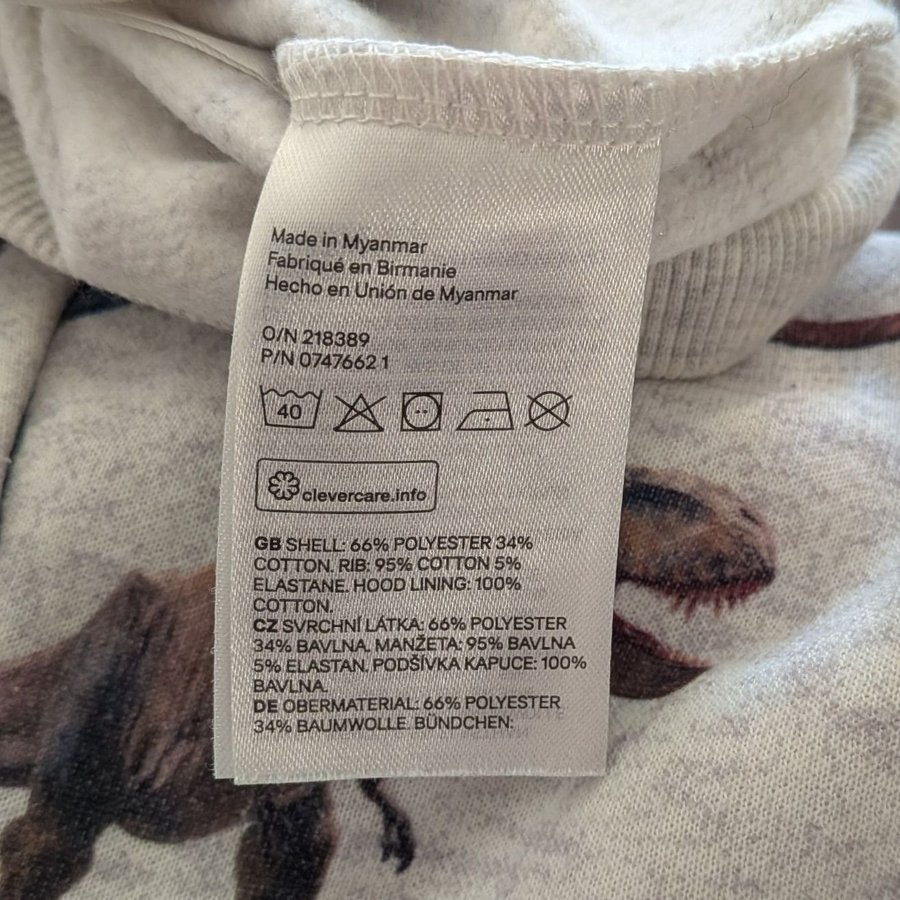 Made in Myanmar
Fabriqué en Birmanie
Hecho en Unión de Myanmar
O/N 218389
P/N 0747662 1
40
clevercare.info
GB SHELL: 66% POLYESTER 34%
COTTON. RIB: 95% COTTON 5%
ELASTANE. HOOD LINING: 100%
COTTON.
CZ SVRCHNÍ LÁTKA: 66% POLYESTER
34% BAVLNA. MANŽETA: 95% BAVLNA
5% ELASTAN. PODŠÍVKA KAPUCE: 100%
BAVLNA.
DE OBERMATERIAL: 66% POLYESTER
34% BAUMWOLLE. BÜNDCHEN: